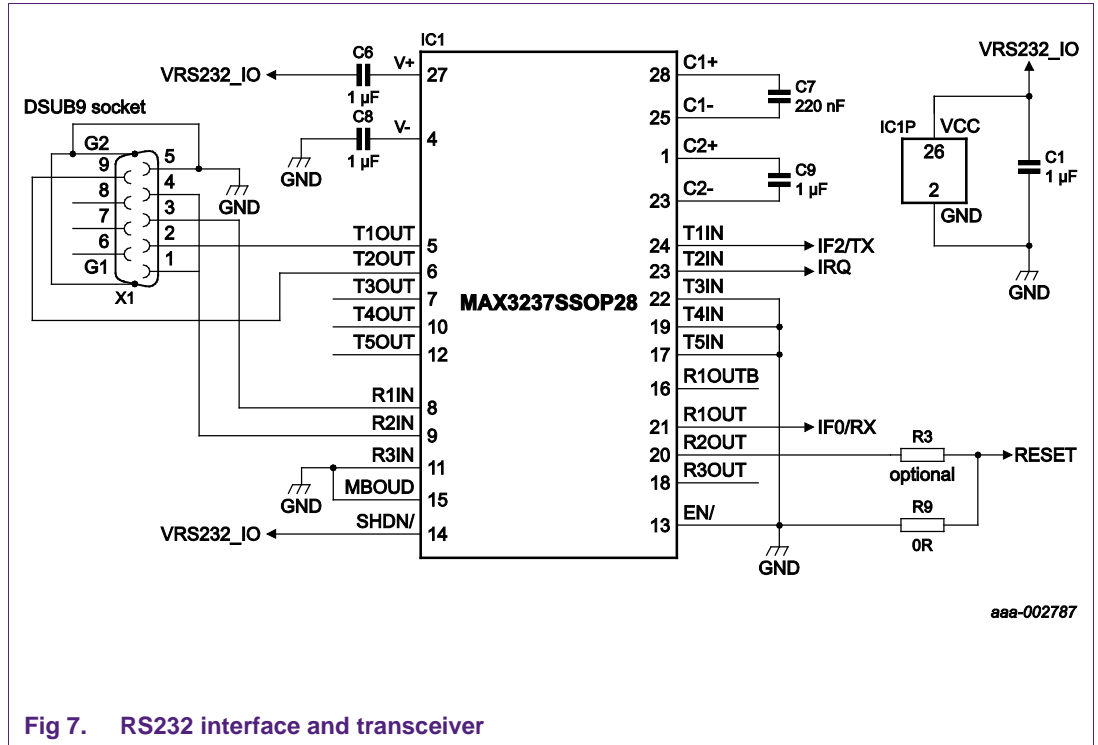 IC1
VRS232_IO
C6
1 µF
V+
27
C8
1 µF
V-
4
GND
DSUB9 socket
G2
9
8
7
6
G1
5
4
3
2
1
X1
GND
T1OUT
5
T2OUT
6
T3OUT
7
T4OUT
10
T5OUT
12
R1IN
8
R2IN
9
R3IN
11
MBOUD
15
GND
SHDN/
14
VRS232_IO
MAX3237SSOP28
28
C1+
C7
220 nF
25
C1-
1
C2+
C9
1 µF
23
C2-
24
T1IN
IF2/TX
23
T2IN
IRQ
22
T3IN
19
T4IN
17
T5IN
16
R1OUTB
21
R1OUT
IF0/RX
20
R2OUT
R3
optional
RESET
18
R3OUT
13
EN/
R9
0R
GND
VRS232_IO
IC1P
VCC
26
2
GND
C1
1 µF
GND
aaa-002787
Fig 7. RS232 interface and transceiver